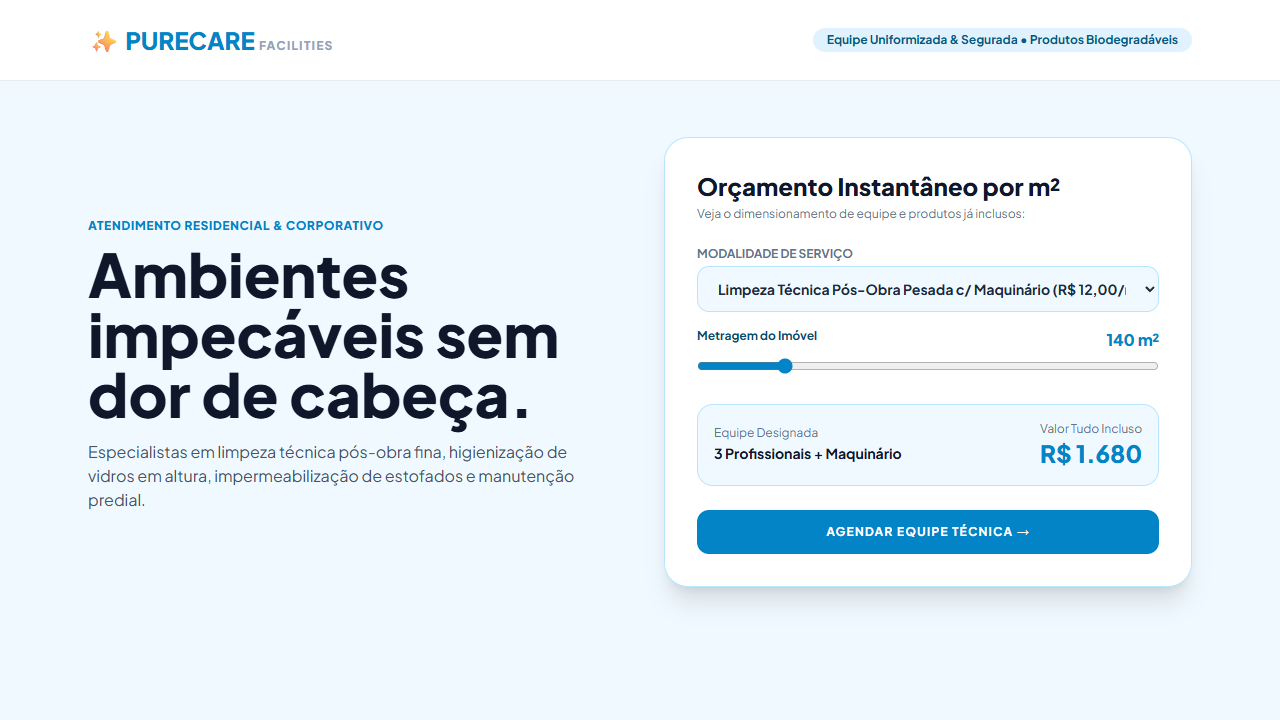 PURECARE FACILITIES
Equipe Uniformizada & Segurada • Produtos Biodegradáveis
ATENDIMENTO RESIDENCIAL & CORPORATIVO
Ambientes
impecáveis sem
dor de cabeça.
Especialistas em limpeza técnica pós-obra fina, higienização de
vidros em altura, impermeabilização de estofados e manutenção
predial.
Orçamento Instantâneo por m²
Veja o dimensionamento de equipe e produtos já inclusos:
MODALIDADE DE SERVIÇO
Limpeza Técnica Pós-Obra Pesada c/ Maquinário (R$ 12,00/
Metragem do Imóvel
140 m²
Equipe Designada
3 Profissionais + Maquinário
Valor Tudo Incluso
R$ 1.680
AGENDAR EQUIPE TÉCNICA →